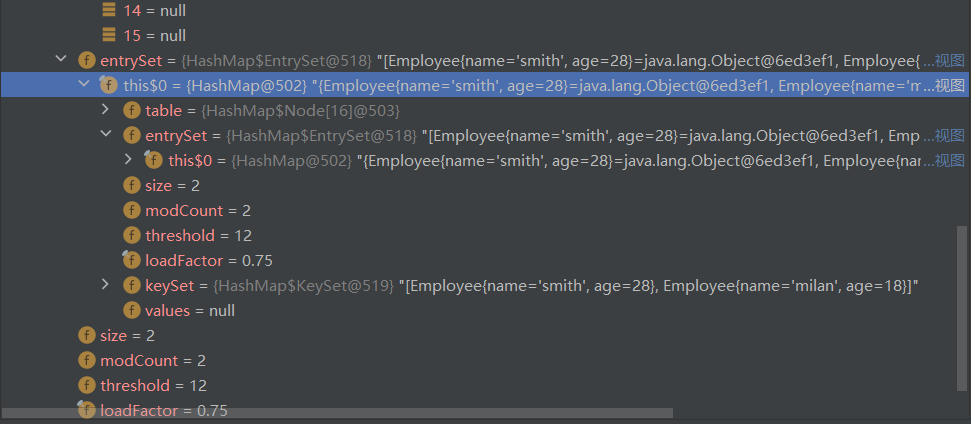 14 = null
15 = null
entrySet = {HashMap$EntrySet@518} "[Employee{name='smith', age=28}=java.lang.Object@6ed3ef1, Employee{ ...视图
this$0 = {HashMap@502} "{Employee{name='smith', age=28}=java.lang.Object@6ed3ef1, Employee{name='m ...视图
table = {HashMap$Node[16]@503}
entrySet = {HashMap$EntrySet@518} "[Employee{name='smith', age=28}=java.lang.Object@6ed3ef1, Emp ...视图
this$0 = {HashMap@502} "{Employee{name='smith', age=28}=java.lang.Object@6ed3ef1, Employee{nar ...视图
size = 2
modCount = 2
threshold = 12
loadFactor = 0.75
keySet = {HashMap$KeySet@519} "[Employee{name='smith', age=28}, Employee{name='milan', age=18}]"
values = null
size = 2
modCount = 2
threshold = 12
loadFactor = 0.75